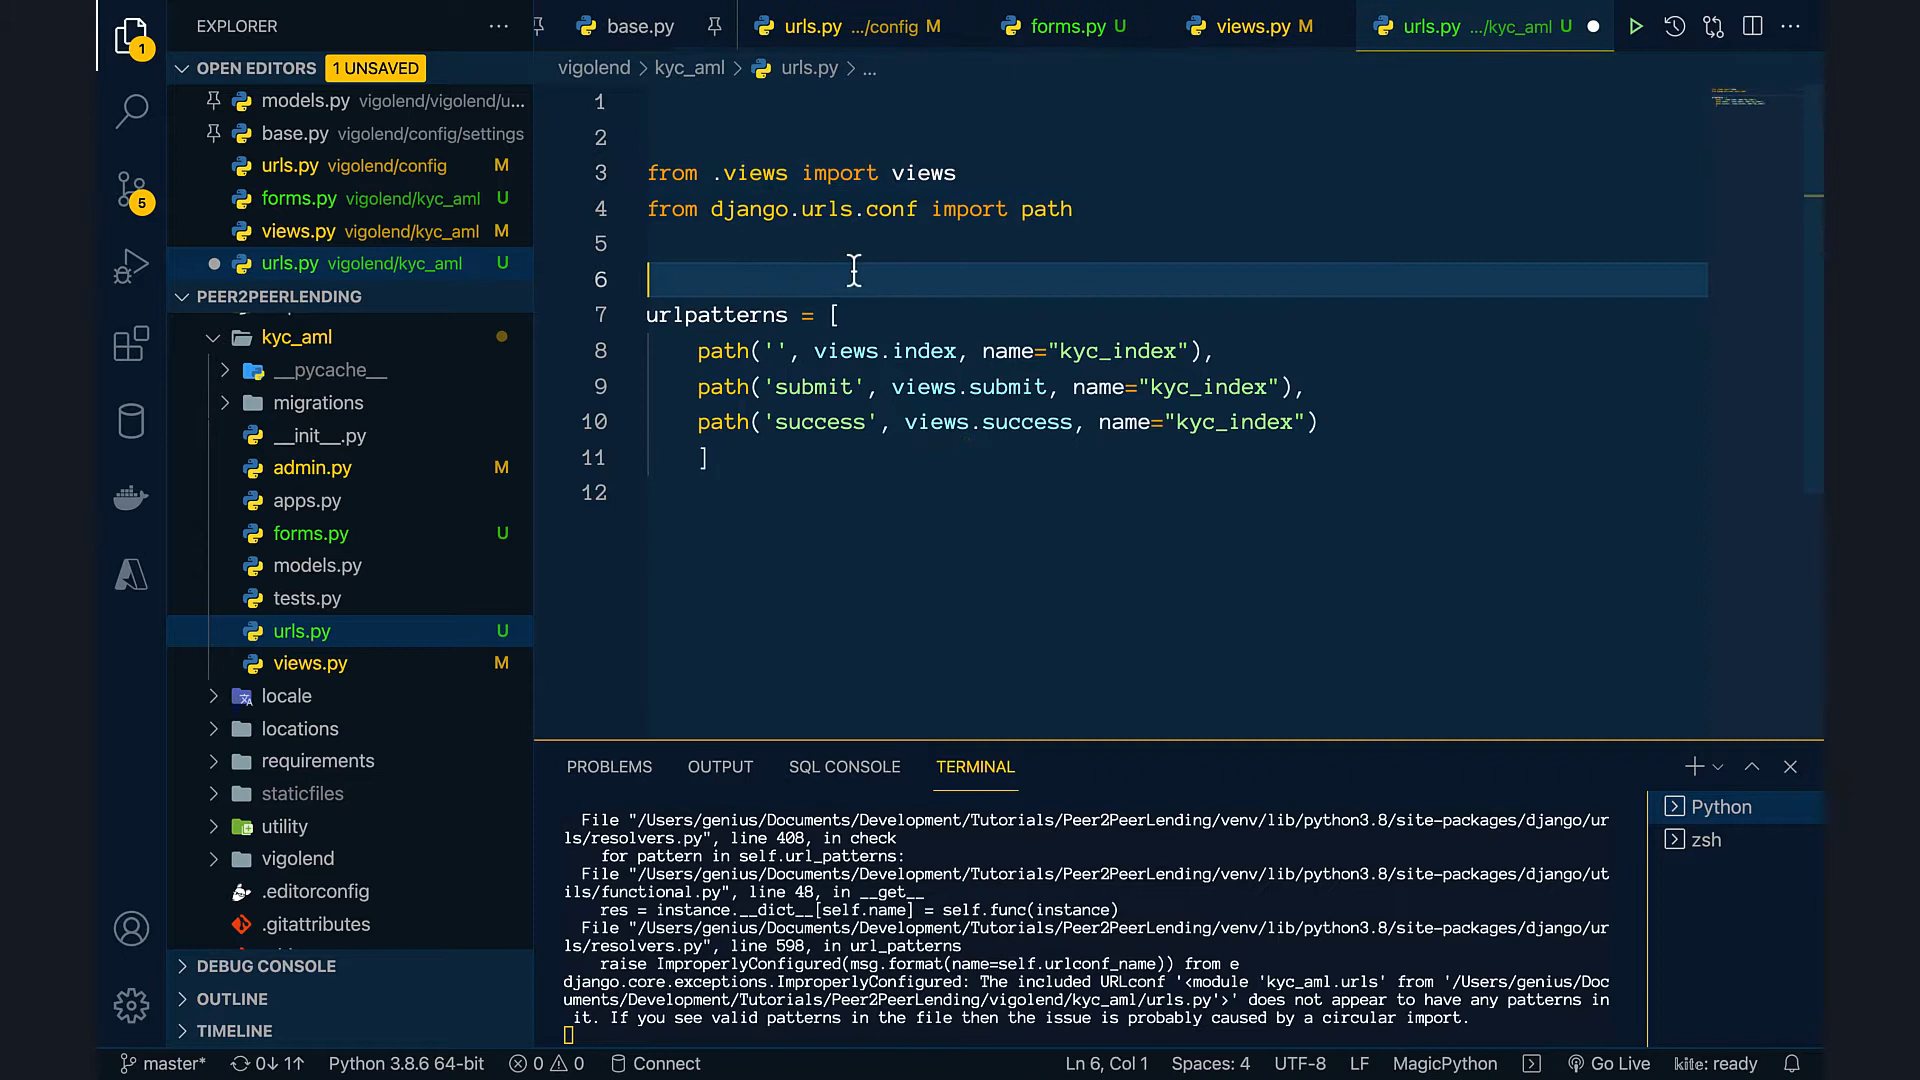 1
EXPLORER
...
base.py
urls.py .../config M
forms.py U
views.py M
urls.py .../kyc_aml U
...
OPEN EDITORS 1 UNSAVED
models.py vigolend/vigolend/u...
base.py vigolend/config/settings
urls.py vigolend/config M
forms.py vigolend/kyc_aml U
views.py vigolend/kyc_aml M
urls.py vigolend/kyc_aml U
5
PEER2PEERLENDING
kyc_aml
__pycache__
migrations
__init__.py
admin.py M
apps.py
forms.py U
models.py
tests.py
urls.py U
views.py M
locale
locations
requirements
staticfiles
utility
vigolend
.editorconfig
.gitattributes
DEBUG CONSOLE
OUTLINE
TIMELINE
vigolend > kyc_aml > urls.py > ...
1
2
3 from .views import views
4 from django.urls.conf import path
5
6
7 urlpatterns = [
8 path('', views.index, name="kyc_index"),
9 path('submit', views.submit, name="kyc_index"),
10 path('success', views.success, name="kyc_index")
11 ]
12
PROBLEMS OUTPUT SQL CONSOLE TERMINAL
File "/Users/genius/Documents/Development/Tutorials/Peer2PeerLending/venv/lib/python3.8/site-packages/django/ur
ls/resolvers.py", line 408, in check
for pattern in self.url_patterns:
File "/Users/genius/Documents/Development/Tutorials/Peer2PeerLending/venv/lib/python3.8/site-packages/django/ut
ils/functional.py", line 48, in __get__
res = instance.__dict__[self.name] = self.func(instance)
File "/Users/genius/Documents/Development/Tutorials/Peer2PeerLending/venv/lib/python3.8/site-packages/django/ur
ls/resolvers.py", line 598, in url_patterns
raise ImproperlyConfigured(msg.format(name=self.urlconf_name)) from e
django.core.exceptions.ImproperlyConfigured: The included URLconf '<module 'kyc_aml.urls' from '/Users/genius/Doc
uments/Development/Tutorials/Peer2PeerLending/vigolend/kyc_aml/urls.py'>' does not appear to have any patterns in
it. If you see valid patterns in the file then the issue is probably caused by a circular import.
Python
zsh
master* 0↓ 1↑ Python 3.8.6 64-bit 0 0 Connect Ln 6, Col 1 Spaces: 4 UTF-8 LF MagicPython Go Live kite: ready